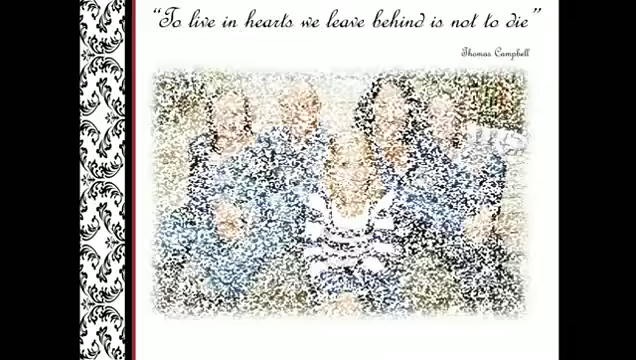 “To live in hearts we leave behind is not to die”
Thomas Campbell